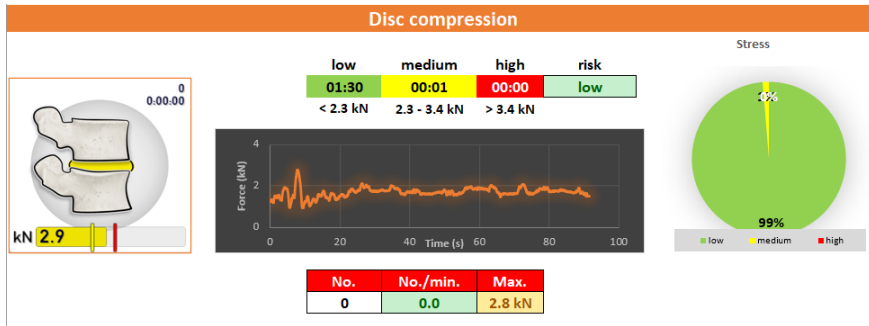 Disc compression
low medium high risk
01:30 00:01 00:00 low
< 2.3 kN 2.3 - 3.4 kN > 3.4 kN
0
0:00:00
kN 2.9
Force (kN)
4
2
0
0 20 40 60 80 100
Time (s)
No. No./min. Max.
0 0.0 2.8 kN
Stress
99%
low medium high